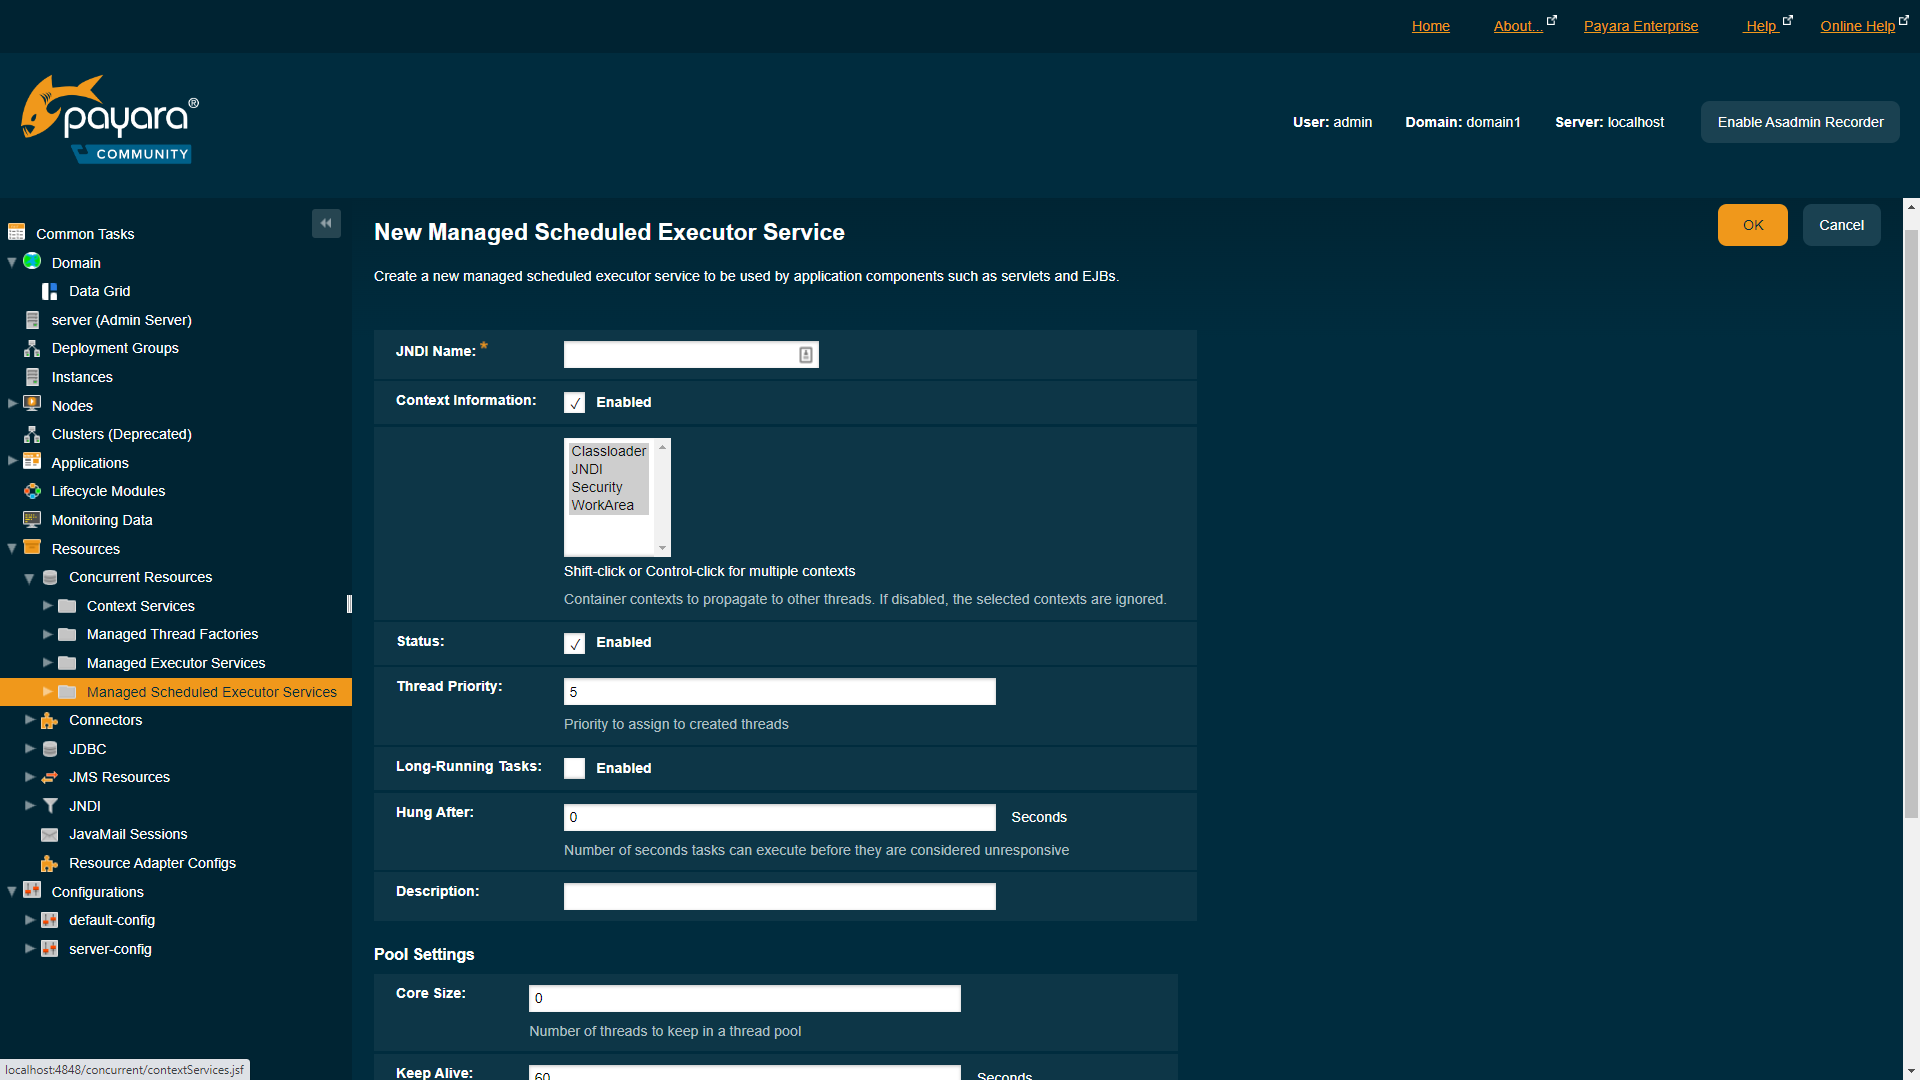 Home About... Payara Enterprise Help Online Help
payara®
COMMUNITY
User: admin Domain: domain1 Server: localhost Enable Asadmin Recorder
Common Tasks
Domain
Data Grid
server (Admin Server)
Deployment Groups
Instances
Nodes
Clusters (Deprecated)
Applications
Lifecycle Modules
Monitoring Data
Resources
Concurrent Resources
Context Services
Managed Thread Factories
Managed Executor Services
Managed Scheduled Executor Services
Connectors
JDBC
JMS Resources
JNDI
JavaMail Sessions
Resource Adapter Configs
Configurations
default-config
server-config
New Managed Scheduled Executor Service
OK Cancel
Create a new managed scheduled executor service to be used by application components such as servlets and EJBs.
JNDI Name: *
Context Information: Enabled
Classloader
JNDI
Security
WorkArea
Shift-click or Control-click for multiple contexts
Container contexts to propagate to other threads. If disabled, the selected contexts are ignored.
Status: Enabled
Thread Priority: 5
Priority to assign to created threads
Long-Running Tasks: Enabled
Hung After: 0 Seconds
Number of seconds tasks can execute before they are considered unresponsive
Description:
Pool Settings
Core Size: 0
Number of threads to keep in a thread pool
Keep Alive: 60 Seconds
localhost:4848/concurrent/contextServices.jsf